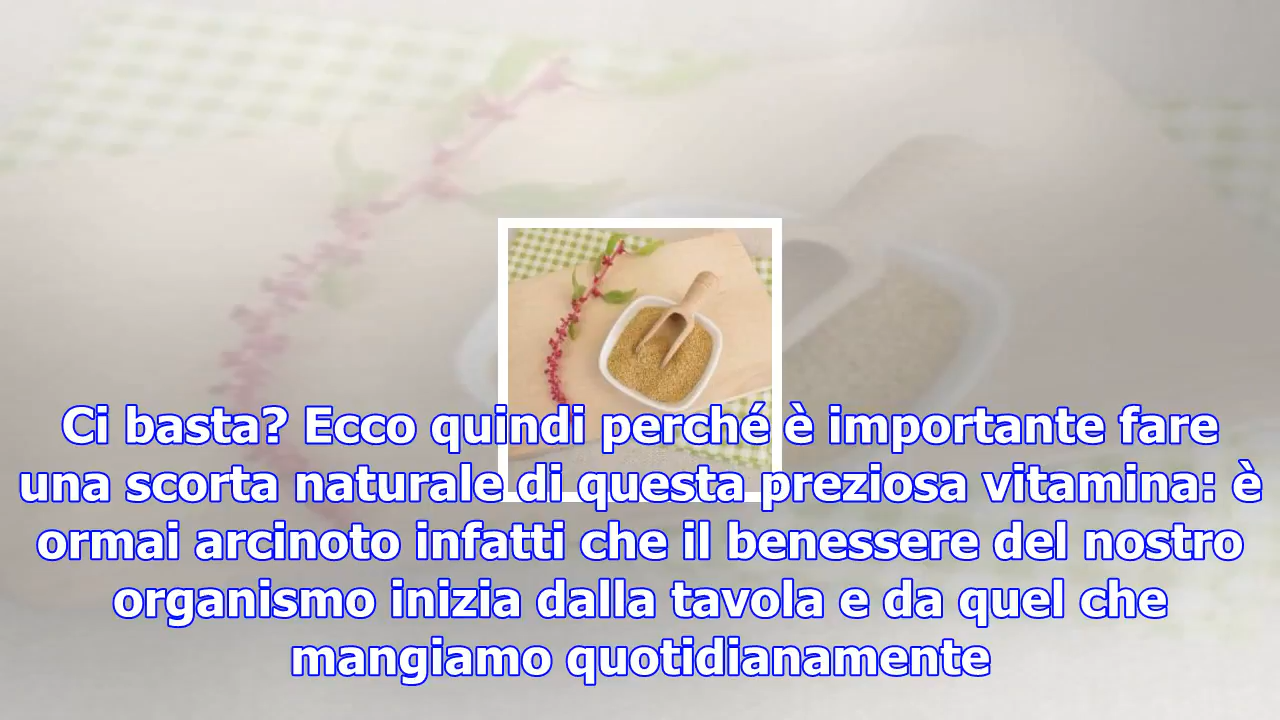 Ci basta? Ecco quindi perché è importante fare
una scorta naturale di questa preziosa vitamina: è
ormai arcinoto infatti che il benessere del nostro
organismo inizia dalla tavola e da quel che
mangiamo quotidianamente